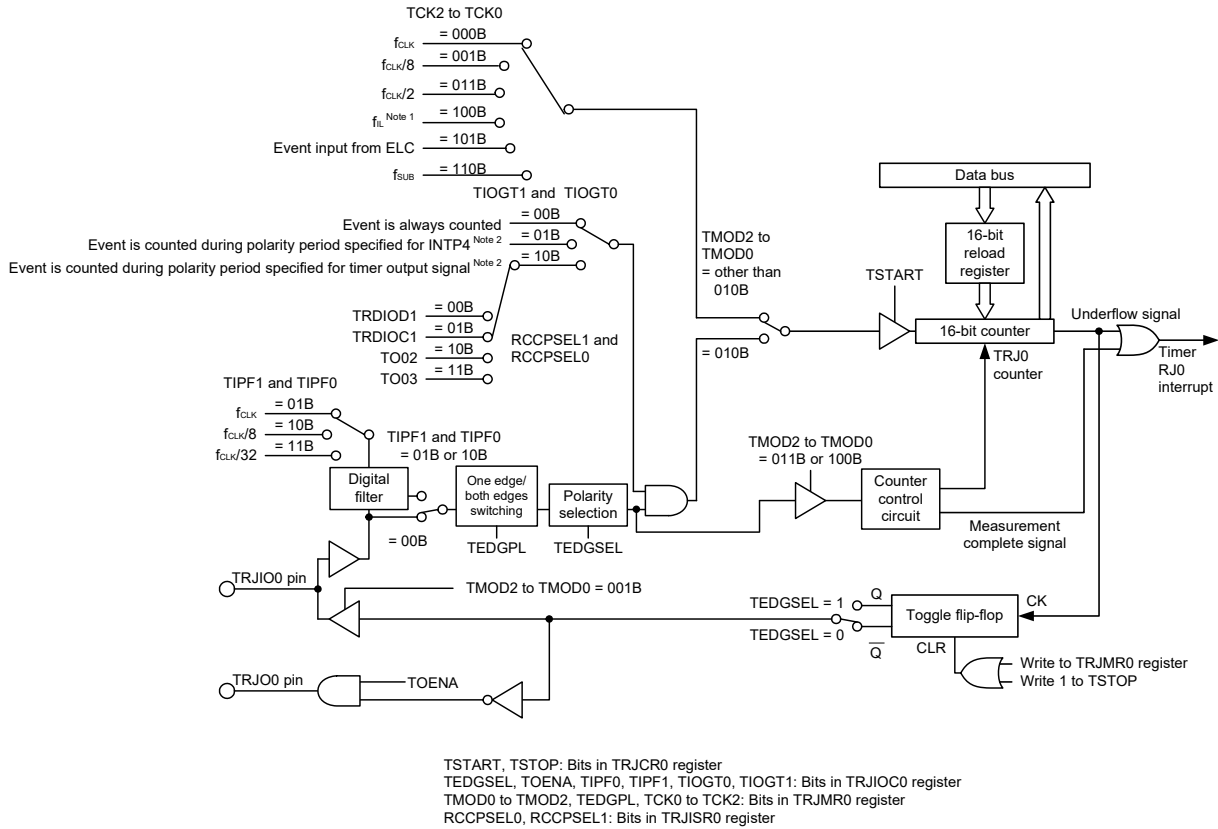 TCK2 to TCK0
fCLK = 000B
fCLK/8 = 001B
fCLK/2 = 011B
fIL Note 1 = 100B
Event input from ELC = 101B
fSUB = 110B
TIOGT1 and TIOGT0
Event is always counted = 00B
Event is counted during polarity period specified for INTP4 Note 2 = 01B
Event is counted during polarity period specified for timer output signal Note 2 = 10B
TRDIOD1 = 00B
TRDIOC1 = 01B
TO02 = 10B
TO03 = 11B
RCCPSEL1 and
RCCPSEL0
TMOD2 to
TMOD0
= other than
010B
= 010B
TSTART
Data bus
16-bit
reload
register
16-bit counter
TRJ0
counter
Underflow signal
Timer
RJ0
interrupt
TIPF1 and TIPF0
fCLK = 01B
fCLK/8 = 10B
fCLK/32 = 11B
Digital
filter
TIPF1 and TIPF0
= 01B or 10B
= 00B
One edge/
both edges
switching
TEDGPL
Polarity
selection
TEDGSEL
TMOD2 to TMOD0
= 011B or 100B
Counter
control
circuit
Measurement
complete signal
TRJIO0 pin
TMOD2 to TMOD0 = 001B
TEDGSEL = 1
TEDGSEL = 0
Q
Q
Toggle flip-flop
CK
CLR
Write to TRJMR0 register
Write 1 to TSTOP
TRJO0 pin
TOENA
TSTART, TSTOP: Bits in TRJCR0 register
TEDGSEL, TOENA, TIPF0, TIPF1, TIOGT0, TIOGT1: Bits in TRJIOC0 register
TMOD0 to TMOD2, TEDGPL, TCK0 to TCK2: Bits in TRJMR0 register
RCCPSEL0, RCCPSEL1: Bits in TRJISR0 register